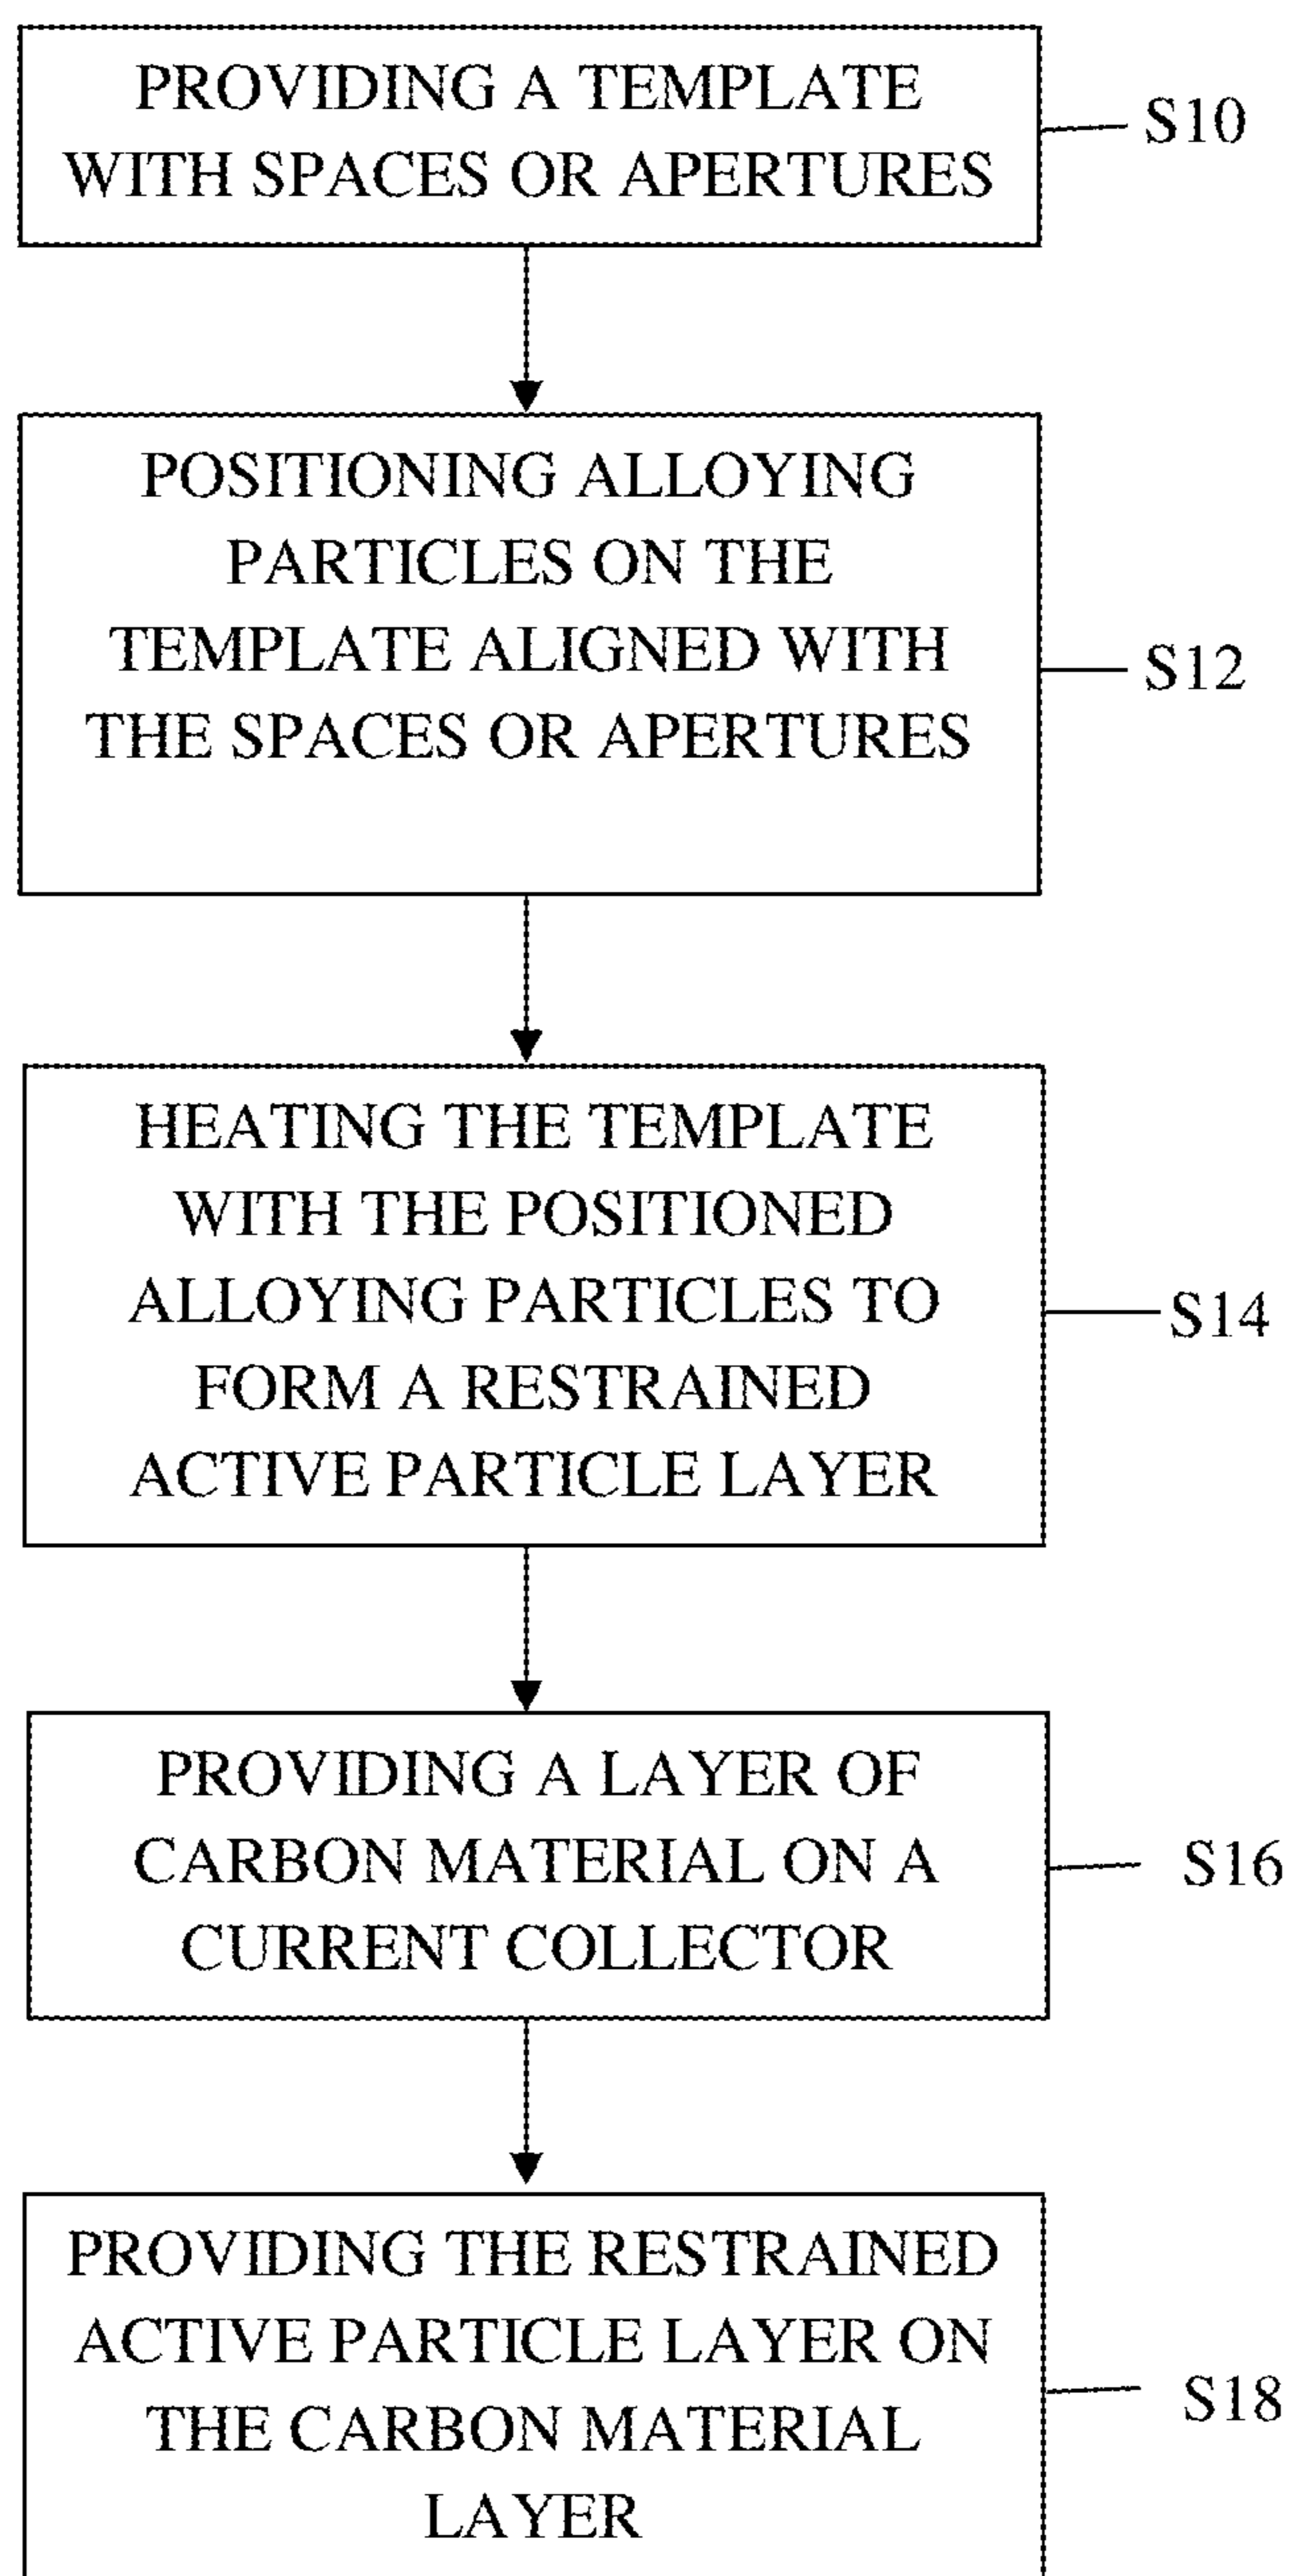 PROVIDING A TEMPLATE
WITH SPACES OR APERTURES
S10
POSITIONING ALLOYING
PARTICLES ON THE
TEMPLATE ALIGNED WITH
THE SPACES OR APERTURES
S12
HEATING THE TEMPLATE
WITH THE POSITIONED
ALLOYING PARTICLES TO
FORM A RESTRAINED
ACTIVE PARTICLE LAYER
S14
PROVIDING A LAYER OF
CARBON MATERIAL ON A
CURRENT COLLECTOR
S16
PROVIDING THE RESTRAINED
ACTIVE PARTICLE LAYER ON
THE CARBON MATERIAL
LAYER
S18